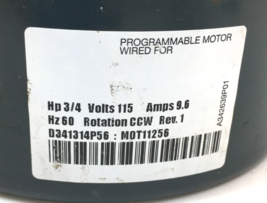 PROGRAMMABLE MOTOR
WIRED FOR
Hp 3/4 Volts 115 Amps 9.6
Hz 60 Rotation CCW Rev. 1
D341314P56 : MOT11256
A342639P01